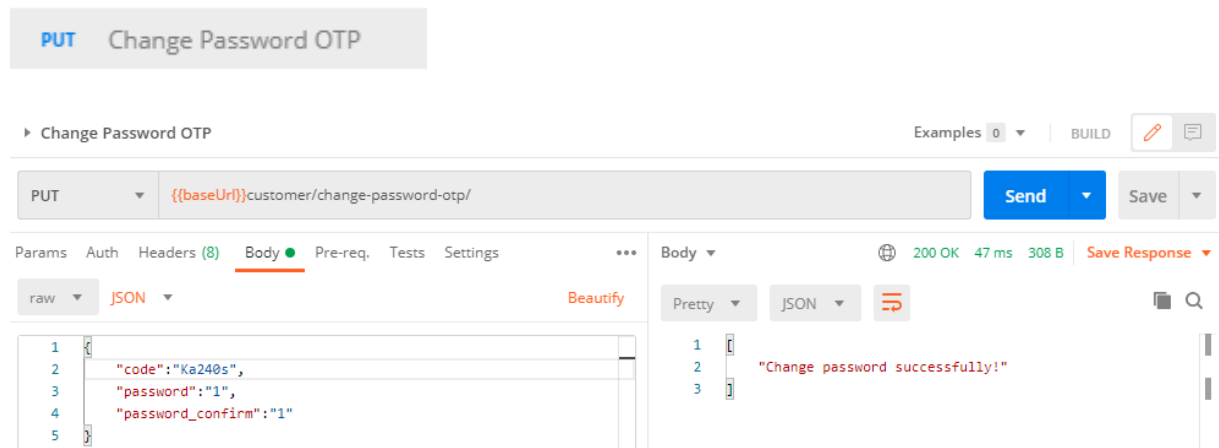 PUT Change Password OTP
Change Password OTP Examples 0 BUILD
PUT {{baseUrl}}customer/change-password-otp/ Send Save
Params Auth Headers (8) Body Pre-req. Tests Settings ••• Body 200 OK 47 ms 308 B Save Response
raw JSON Beautify Pretty JSON
1 {
2 "code":"Ka240s",
3 "password":"1",
4 "password_confirm":"1"
5 }
1 [
2 "Change password successfully!"
3 ]